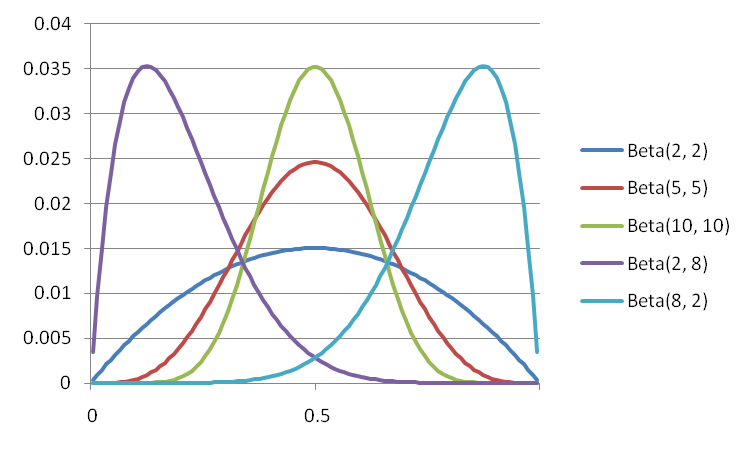 0.04
0.035
0.03
0.025
0.02
0.015
0.01
0.005
0
0 0.5
Beta(2, 2)
Beta(5, 5)
Beta(10, 10)
Beta(2, 8)
Beta(8, 2)